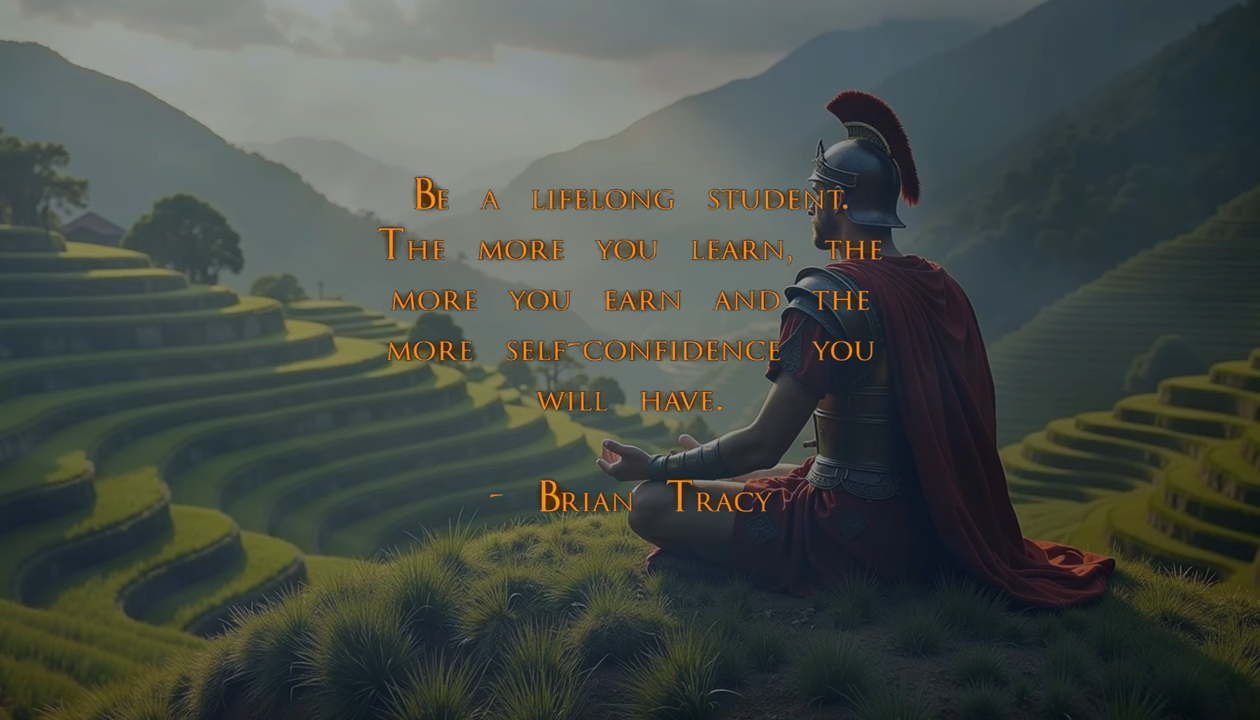 Be a lifelong student.
The more you learn, the
more you earn and the
more self-confidence you
will have.
- Brian Tracy